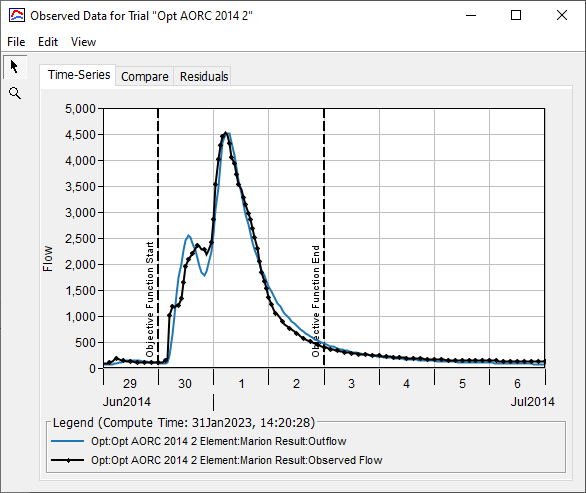 Observed Data for Trial "Opt AORC 2014 2"
File Edit View
Time-Series Compare Residuals
5,000
4,500
4,000
3,500
3,000
2,500
2,000
1,500
1,000
500
0
Flow
Objective Function Start
Objective Function End
29 30 1 2 3 4 5 6
Jun2014 Jul2014
Legend (Compute Time: 31Jan2023, 14:20:28)
Opt:Opt AORC 2014 2 Element:Marion Result:Outflow
Opt:Opt AORC 2014 2 Element:Marion Result:Observed Flow